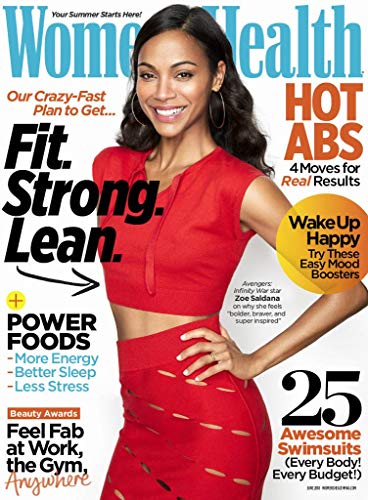 Your Summer Starts Here!
Women's Health
Our Crazy-Fast
Plan to Get...
Fit.
Strong.
Lean.
HOT
ABS
4 Moves for
Real Results
Wake Up
Happy
Try These
Easy Mood
Boosters
Avengers:
Infinity War star
Zoe Saldana
on why she feels
"bolder, braver, and
super inspired"
+
POWER
FOODS
-More Energy
-Better Sleep
-Less Stress
Beauty Awards
Feel Fab
at Work,
the Gym,
Anywhere
25
Awesome
Swimsuits
(Every Body!
Every Budget!)